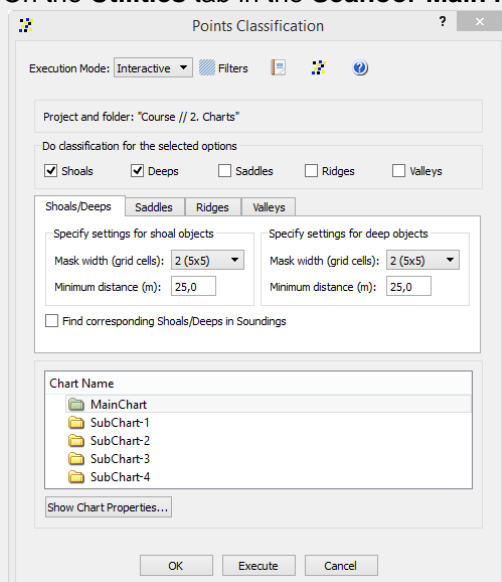 On the Utilities tab in the Scancor Main
Points Classification ? ×
Execution Mode: Interactive Filters
Project and folder: "Course // 2. Charts"
Do classification for the selected options
Shoals Deeps Saddles Ridges Valleys
Shoals/Deeps Saddles Ridges Valleys
Specify settings for shoal objects Specify settings for deep objects
Mask width (grid cells): 2 (5x5) Mask width (grid cells): 2 (5x5)
Minimum distance (m): 25,0 Minimum distance (m): 25,0
Find corresponding Shoals/Deeps in Soundings
Chart Name
MainChart
SubChart-1
SubChart-2
SubChart-3
SubChart-4
Show Chart Properties...
OK Execute Cancel